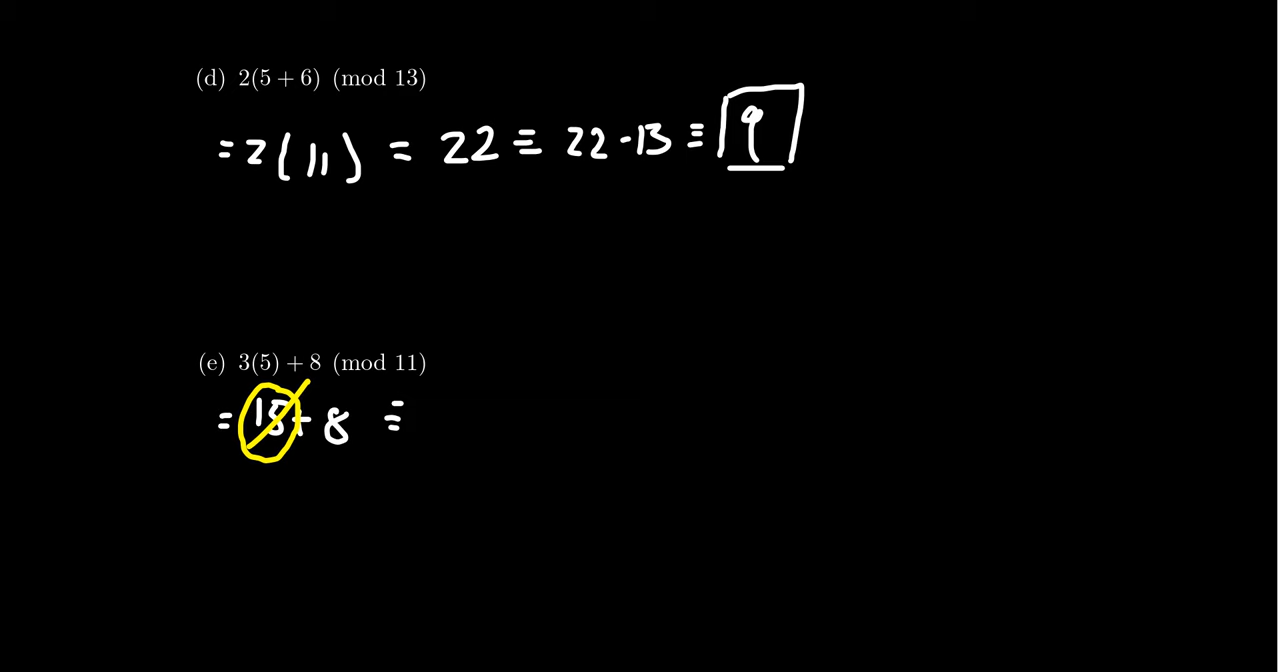 (d) 2(5 + 6) (mod 13)
= 2(11) = 22 ≡ 22 - 13 ≡ 9
(e) 3(5) + 8 (mod 11)
= 15 + 8 ≡